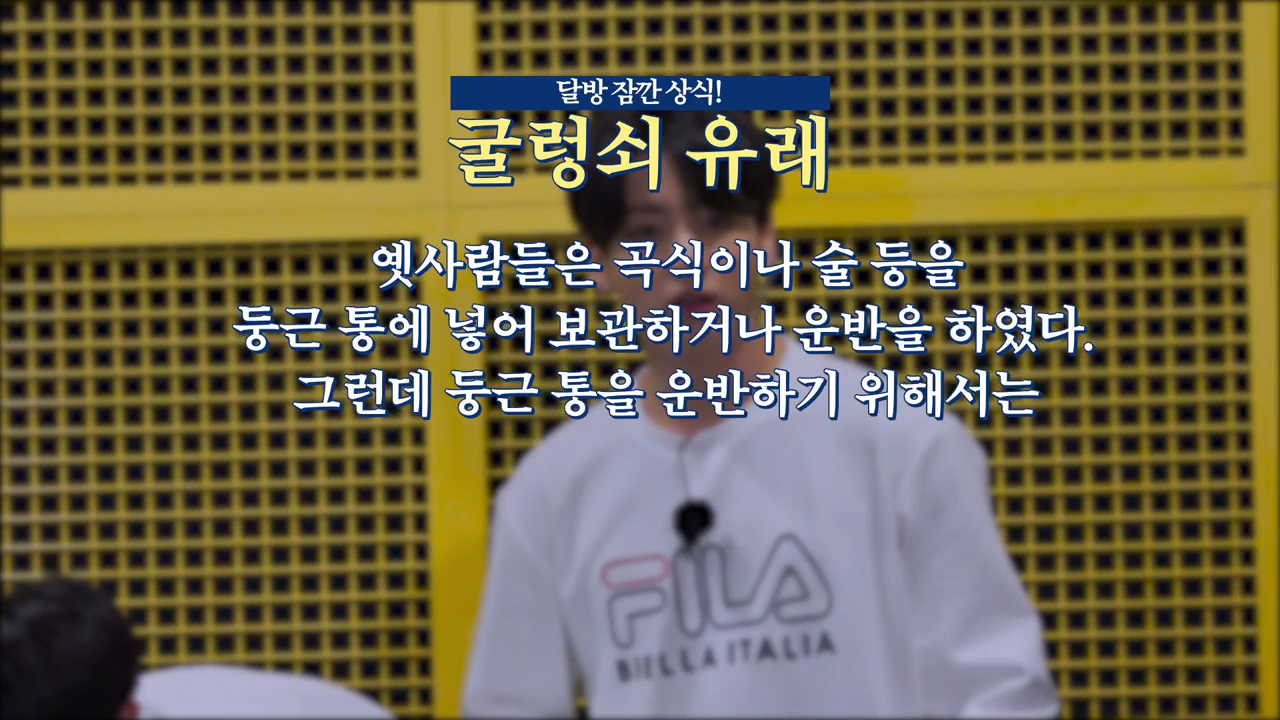 달방 잠깐 상식!
굴렁쇠 유래
옛사람들은 곡식이나 술 등을
둥근 통에 넣어 보관하거나 운반을 하였다.
그런데 둥근 통을 운반하기 위해서는
FILA
BIELLA ITALIA